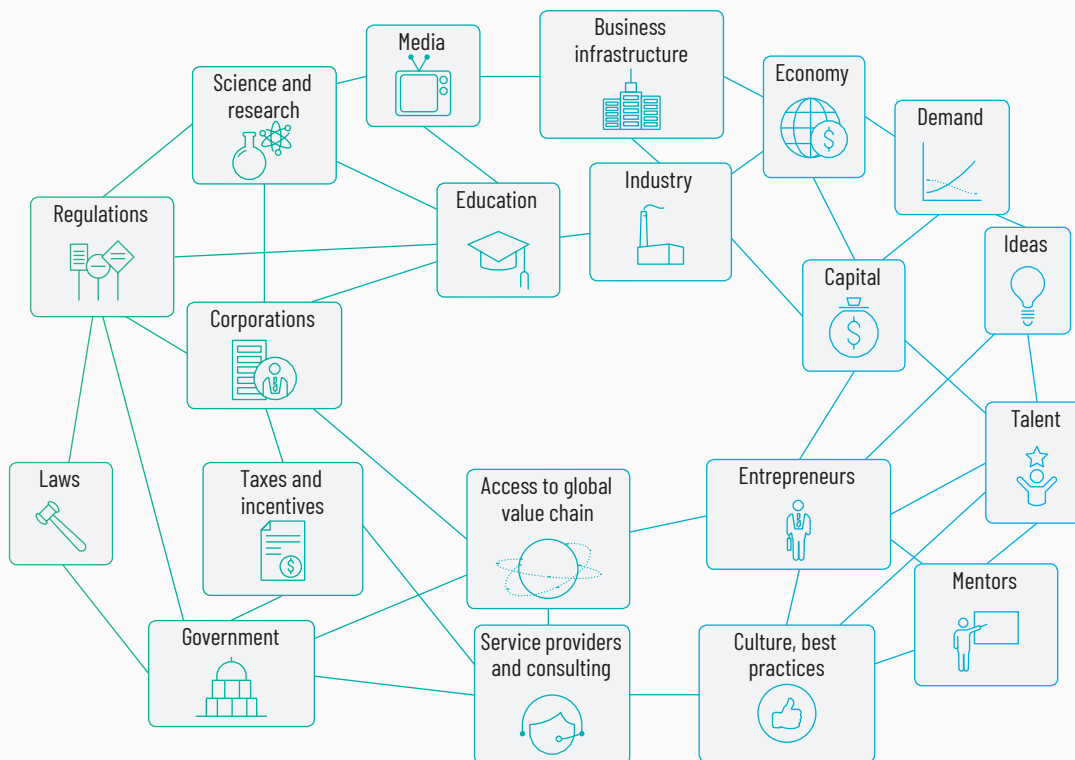 Media
Business
infrastructure
Economy
Science and
research
Demand
Education
Industry
Regulations
Ideas
Capital
Corporations
Talent
Laws
Taxes and
incentives
Access to global
value chain
Entrepreneurs
Mentors
Government
Service providers
and consulting
Culture, best
practices
$
$
$